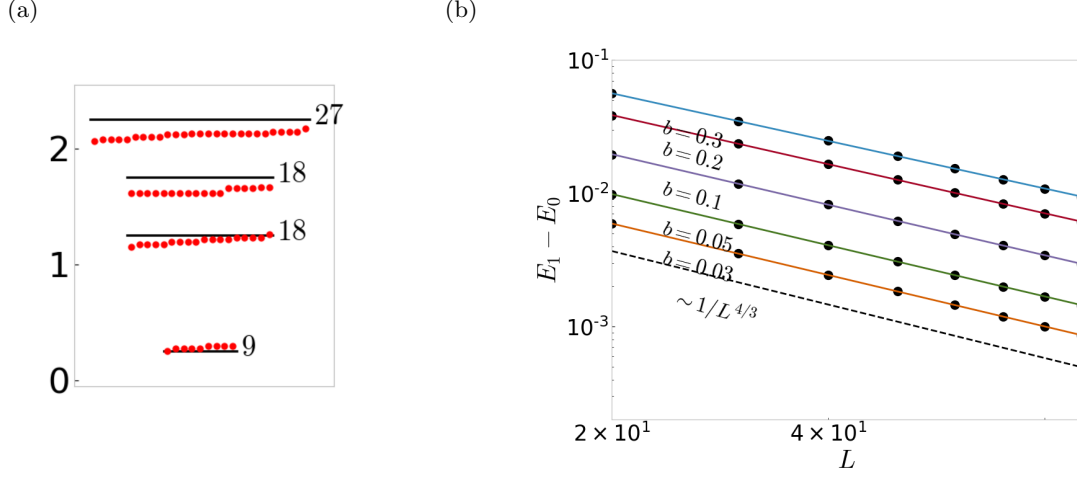 (a)
(b)
27
2
18
18
1
9
0
10^{-1}
10^{-2}
10^{-3}
E_1 − E_0
b = 0.3
b = 0.2
b = 0.1
b = 0.05
b = 0.03
~ 1/L^{4/3}
2 × 10^1
4 × 10^1
L